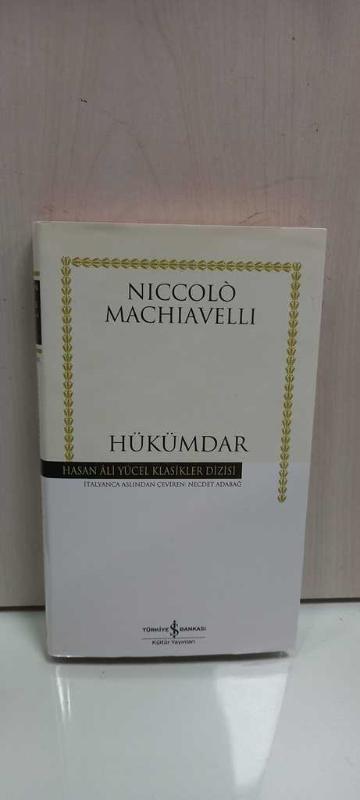 NICCOLÒ
MACHIAVELLI
HÜKÜMDAR
HASAN ÂLİ YÜCEL KLASİKLER DİZİSİ
İTALYANCA ASLINDAN ÇEVİREN: NECDET ADABAĞ
TÜRKİYE İŞ BANKASI
Kültür Yayınları